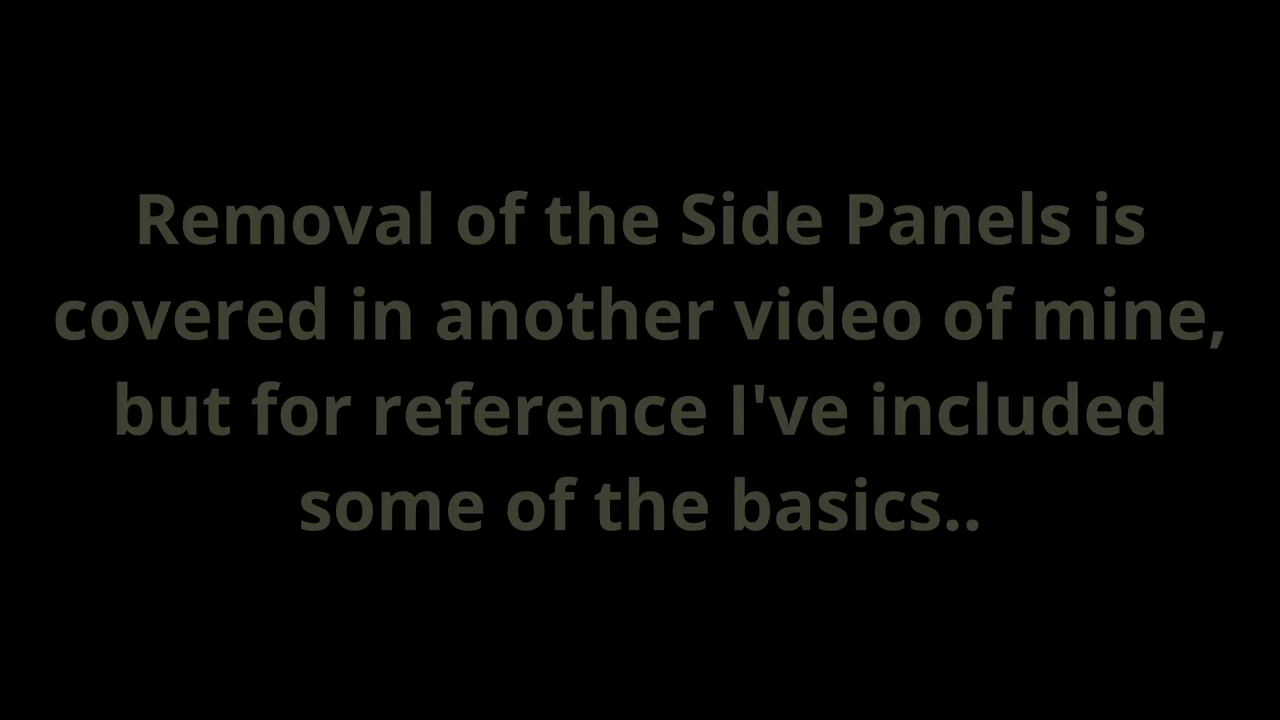 Removal of the Side Panels is
covered in another video of mine,
but for reference I've included
some of the basics..